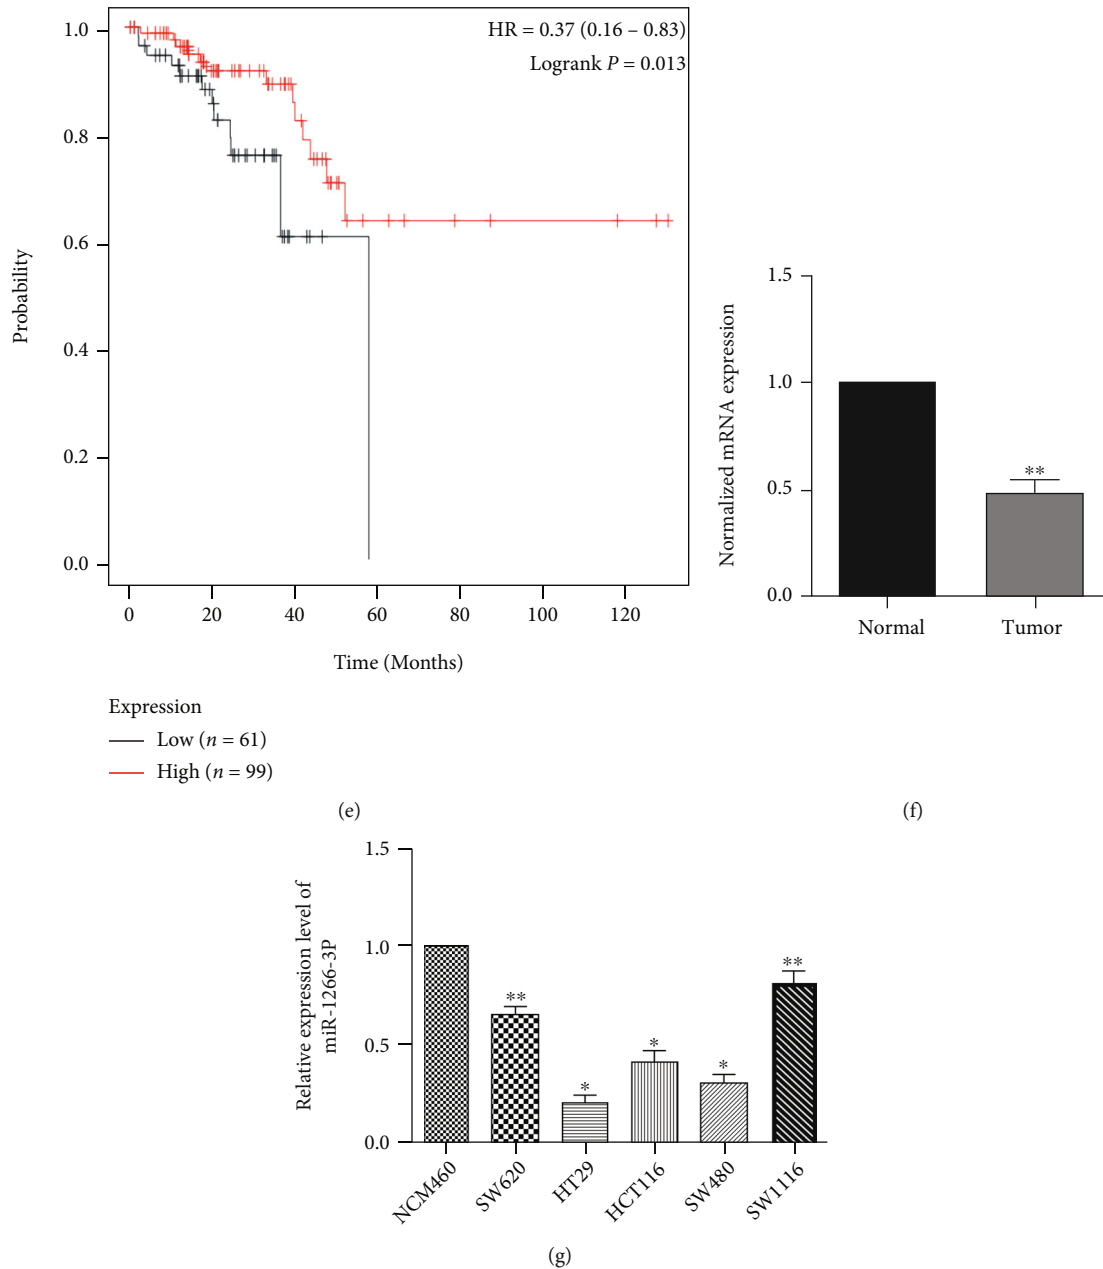 HR = 0.37 (0.16 – 0.83)
Logrank P = 0.013
1.0
0.8
0.6
0.4
0.2
0.0
Probability
0 20 40 60 80 100 120
Time (Months)
Expression
Low (n = 61)
High (n = 99)
(e)
1.5
1.0
0.5
0.0
Normalized mRNA expression
**
Normal Tumor
(f)
1.5
1.0
0.5
0.0
Relative expression level of
miR-1266-3P
** * * * **
NCM460 SW620 HT29 HCT116 SW480 SW1116
(g)